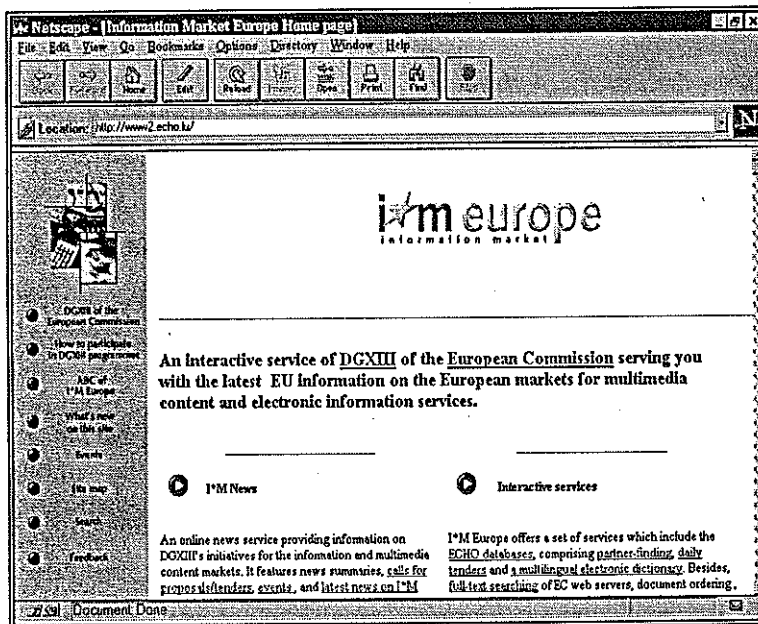 Netscape - [Information Market Europe Home page]
File Edit View Go Bookmarks Options Directory Window Help
Home Edit Reload Open Print Find
Location: http://www2.echo.lu/
N
i*m europe
information market
DGXIII of the
European Commission
How to participate
in DGXIII programmes
ABC of
I*M Europe
What's new
on this site
Events
Site map
Search
Feedback
An interactive service of DGXIII of the European Commission serving you
with the latest EU information on the European markets for multimedia
content and electronic information services.
I*M News
An online news service providing information on
DGXIII's initiatives for the information and multimedia
content markets. It features news summaries, calls for
proposals/tenders, events, and latest news on I*M
Interactive services
I*M Europe offers a set of services which include the
ECHO databases, comprising partner-finding, daily
tenders and a multilingual electronic dictionary. Besides,
full-text searching of EC web servers, document ordering,
Document: Done